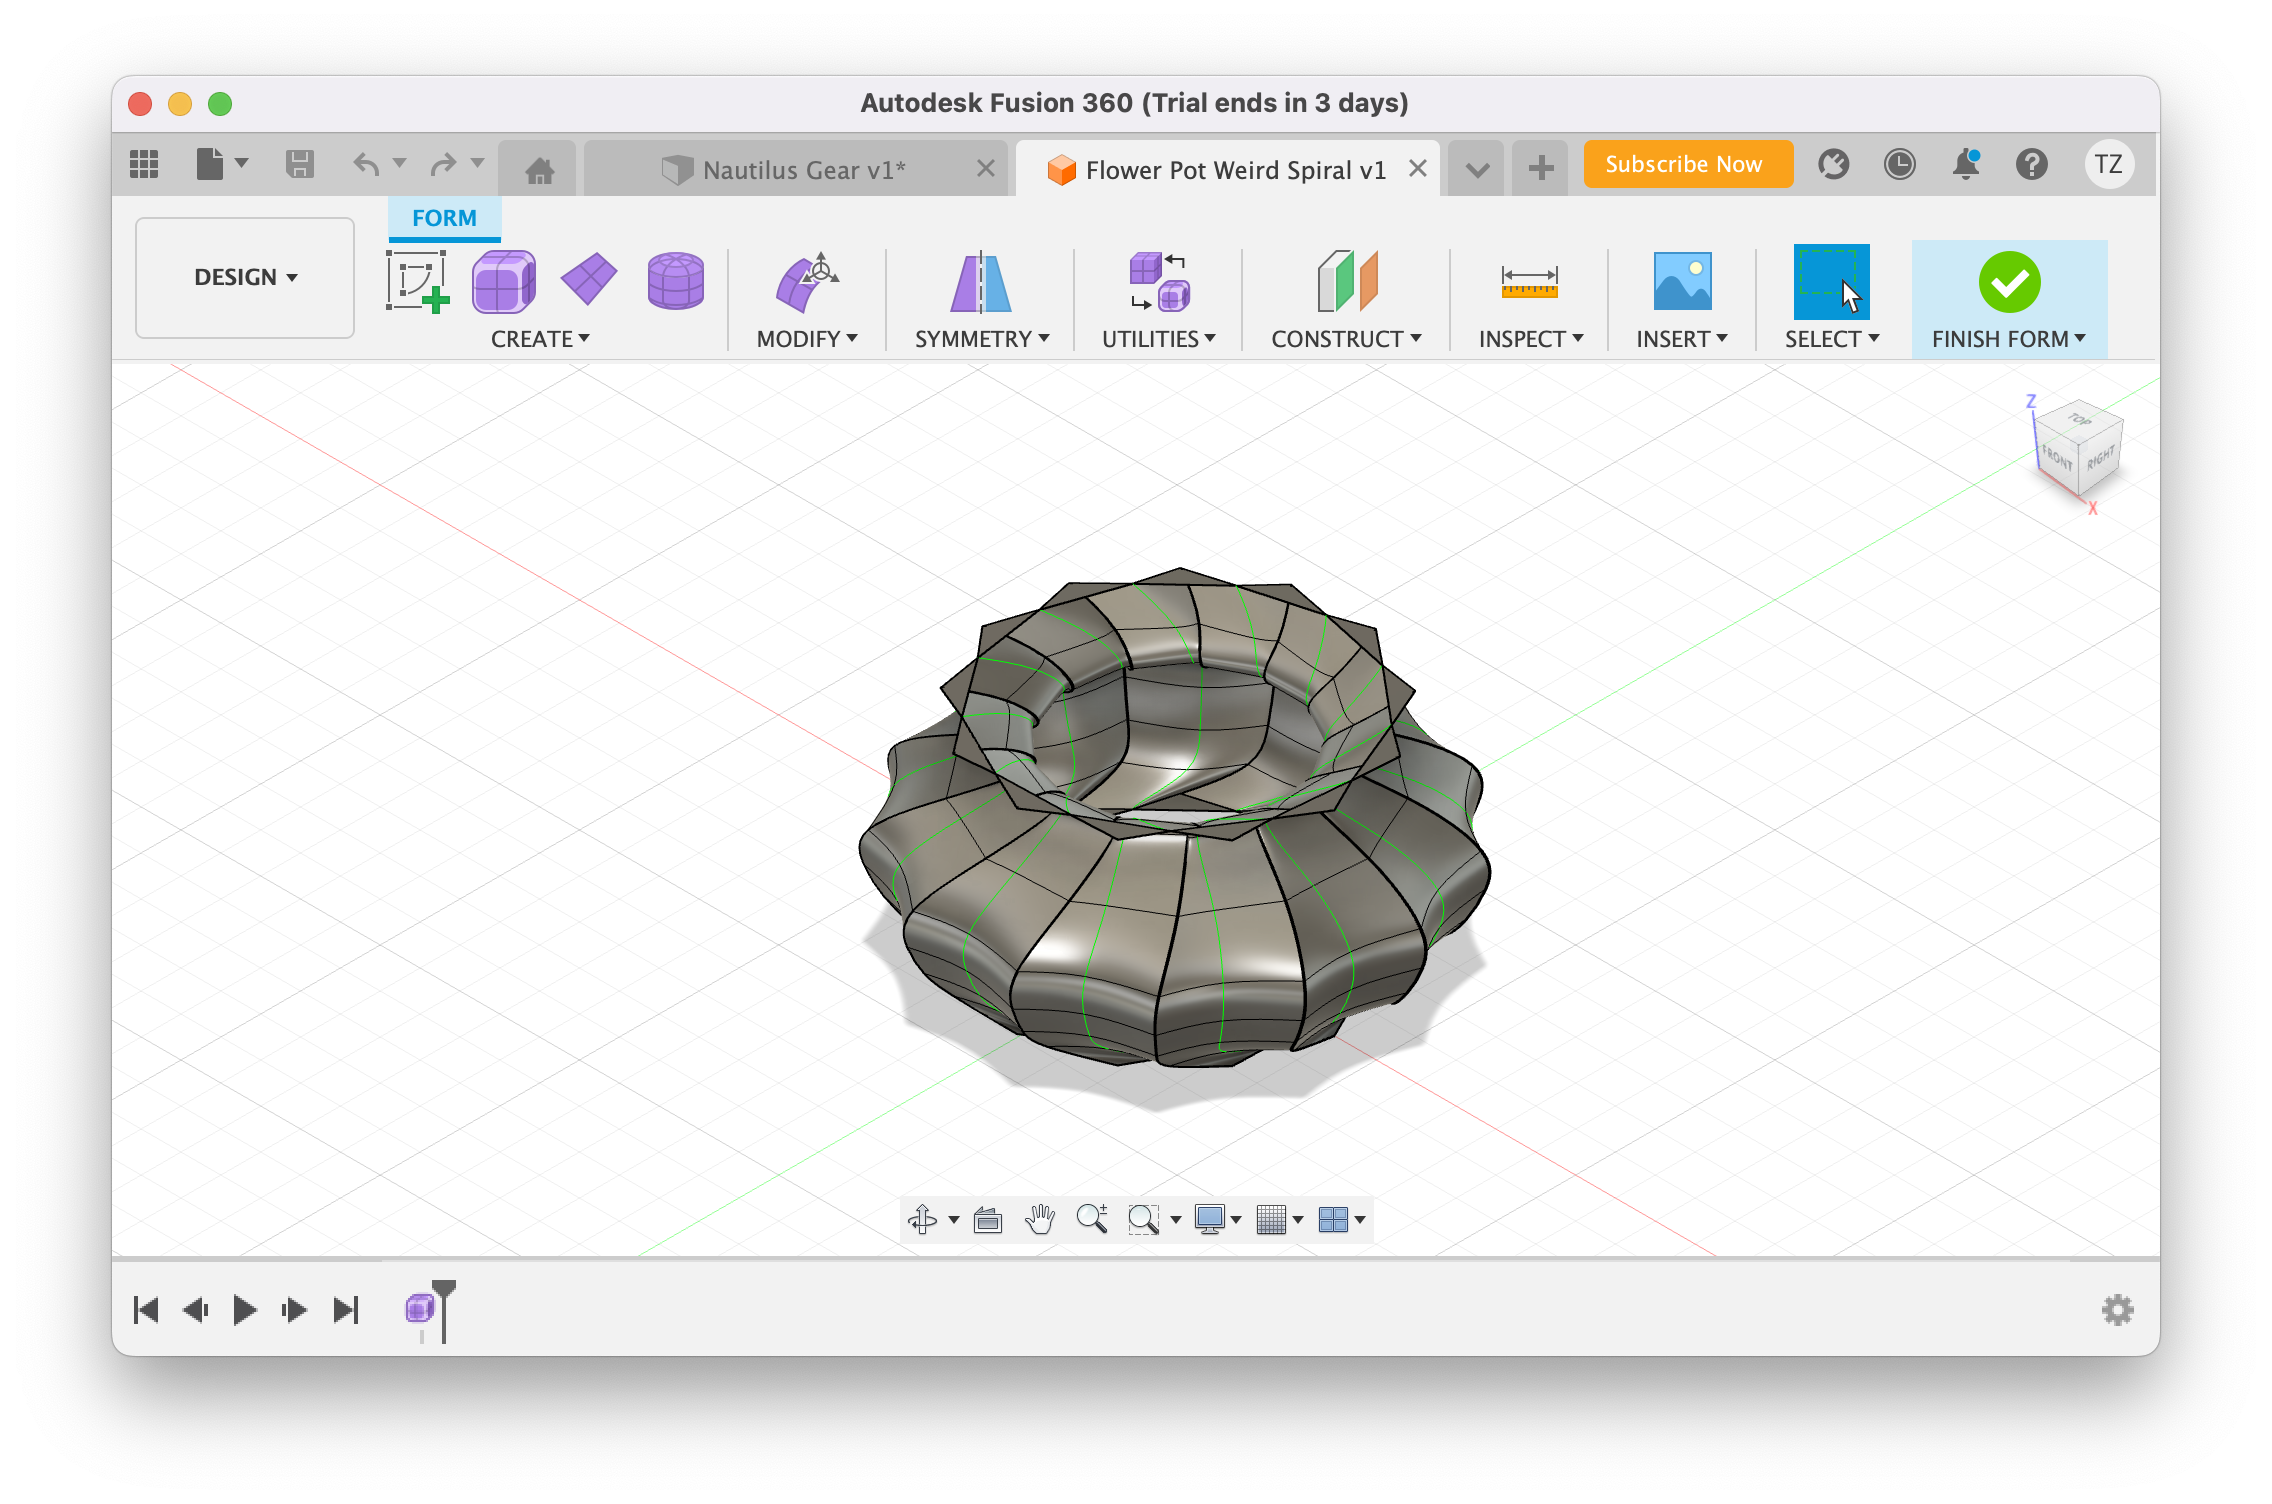 Autodesk Fusion 360 (Trial ends in 3 days)
Nautilus Gear v1*
Flower Pot Weird Spiral v1
Subscribe Now
TZ
FORM
DESIGN
CREATE
MODIFY
SYMMETRY
UTILITIES
CONSTRUCT
INSPECT
INSERT
SELECT
FINISH FORM
Z
TOP
FRONT
RIGHT
X